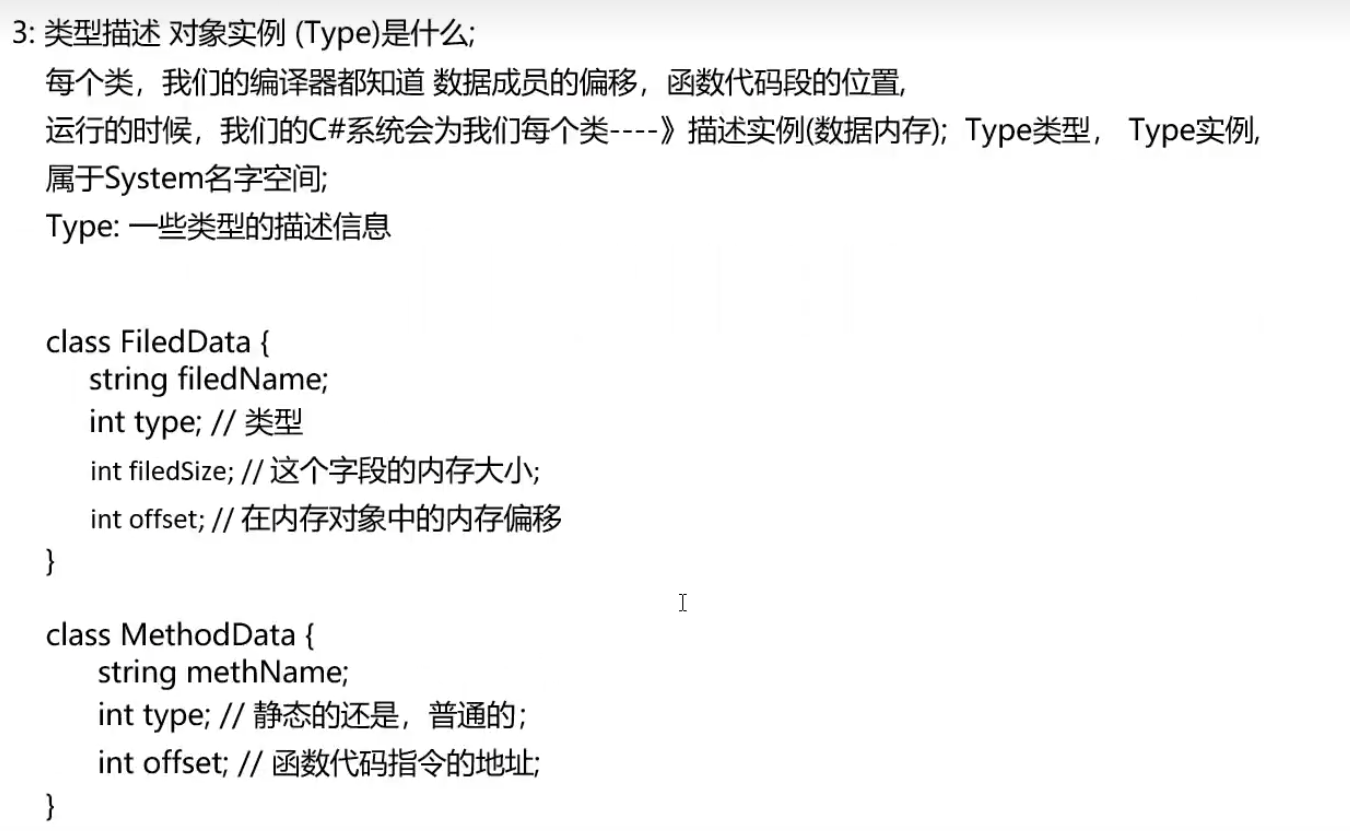 3: 类型描述 对象实例 (Type)是什么;
每个类，我们的编译器都知道 数据成员的偏移，函数代码段的位置,
运行的时候，我们的C#系统会为我们每个类----》描述实例(数据内存);  Type类型，  Type实例,
属于System名字空间;
Type: 一些类型的描述信息
class FiledData {
string filedName;
int type; // 类型
int filedSize; // 这个字段的内存大小;
int offset; // 在内存对象中的内存偏移
}
class MethodData {
string methName;
int type; // 静态的还是，普通的；
int offset; // 函数代码指令的地址;
}